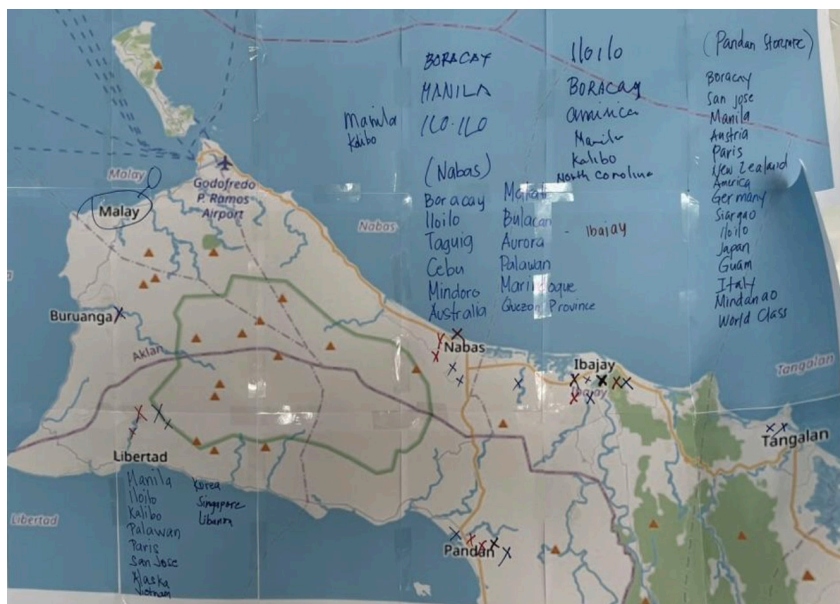 BORACAY
MANILA
ILO-ILO
Manila
Kalibo
(Nabas)
Boracay
Iloilo
Taguig
Cebu
Mindoro
Australia
Bulacan
Aurora
Palawan
Quezon Province
Iloilo
BORACAY
America
Manila
Kalibo
North Carolina
- Ibajay
(Pandan
Boracay
San Jose
Manila
Austria
Paris
New Zealand
America
Germany
Siargao
Iloilo
Japan
Guam
Italy
Mindanao
World Class
Malay
Malay
Godofredo
P. Ramos
Airport
Nabas
Buruanga
Aklan
Nabas
Ibajay
Ibajay
Tangalan
Tangalan
Libertad
Libertad
Manila
Iloilo
Kalibo
Palawan
Paris
San Jose
Alaska
Vietnam
Korea
Singapore
Pandan